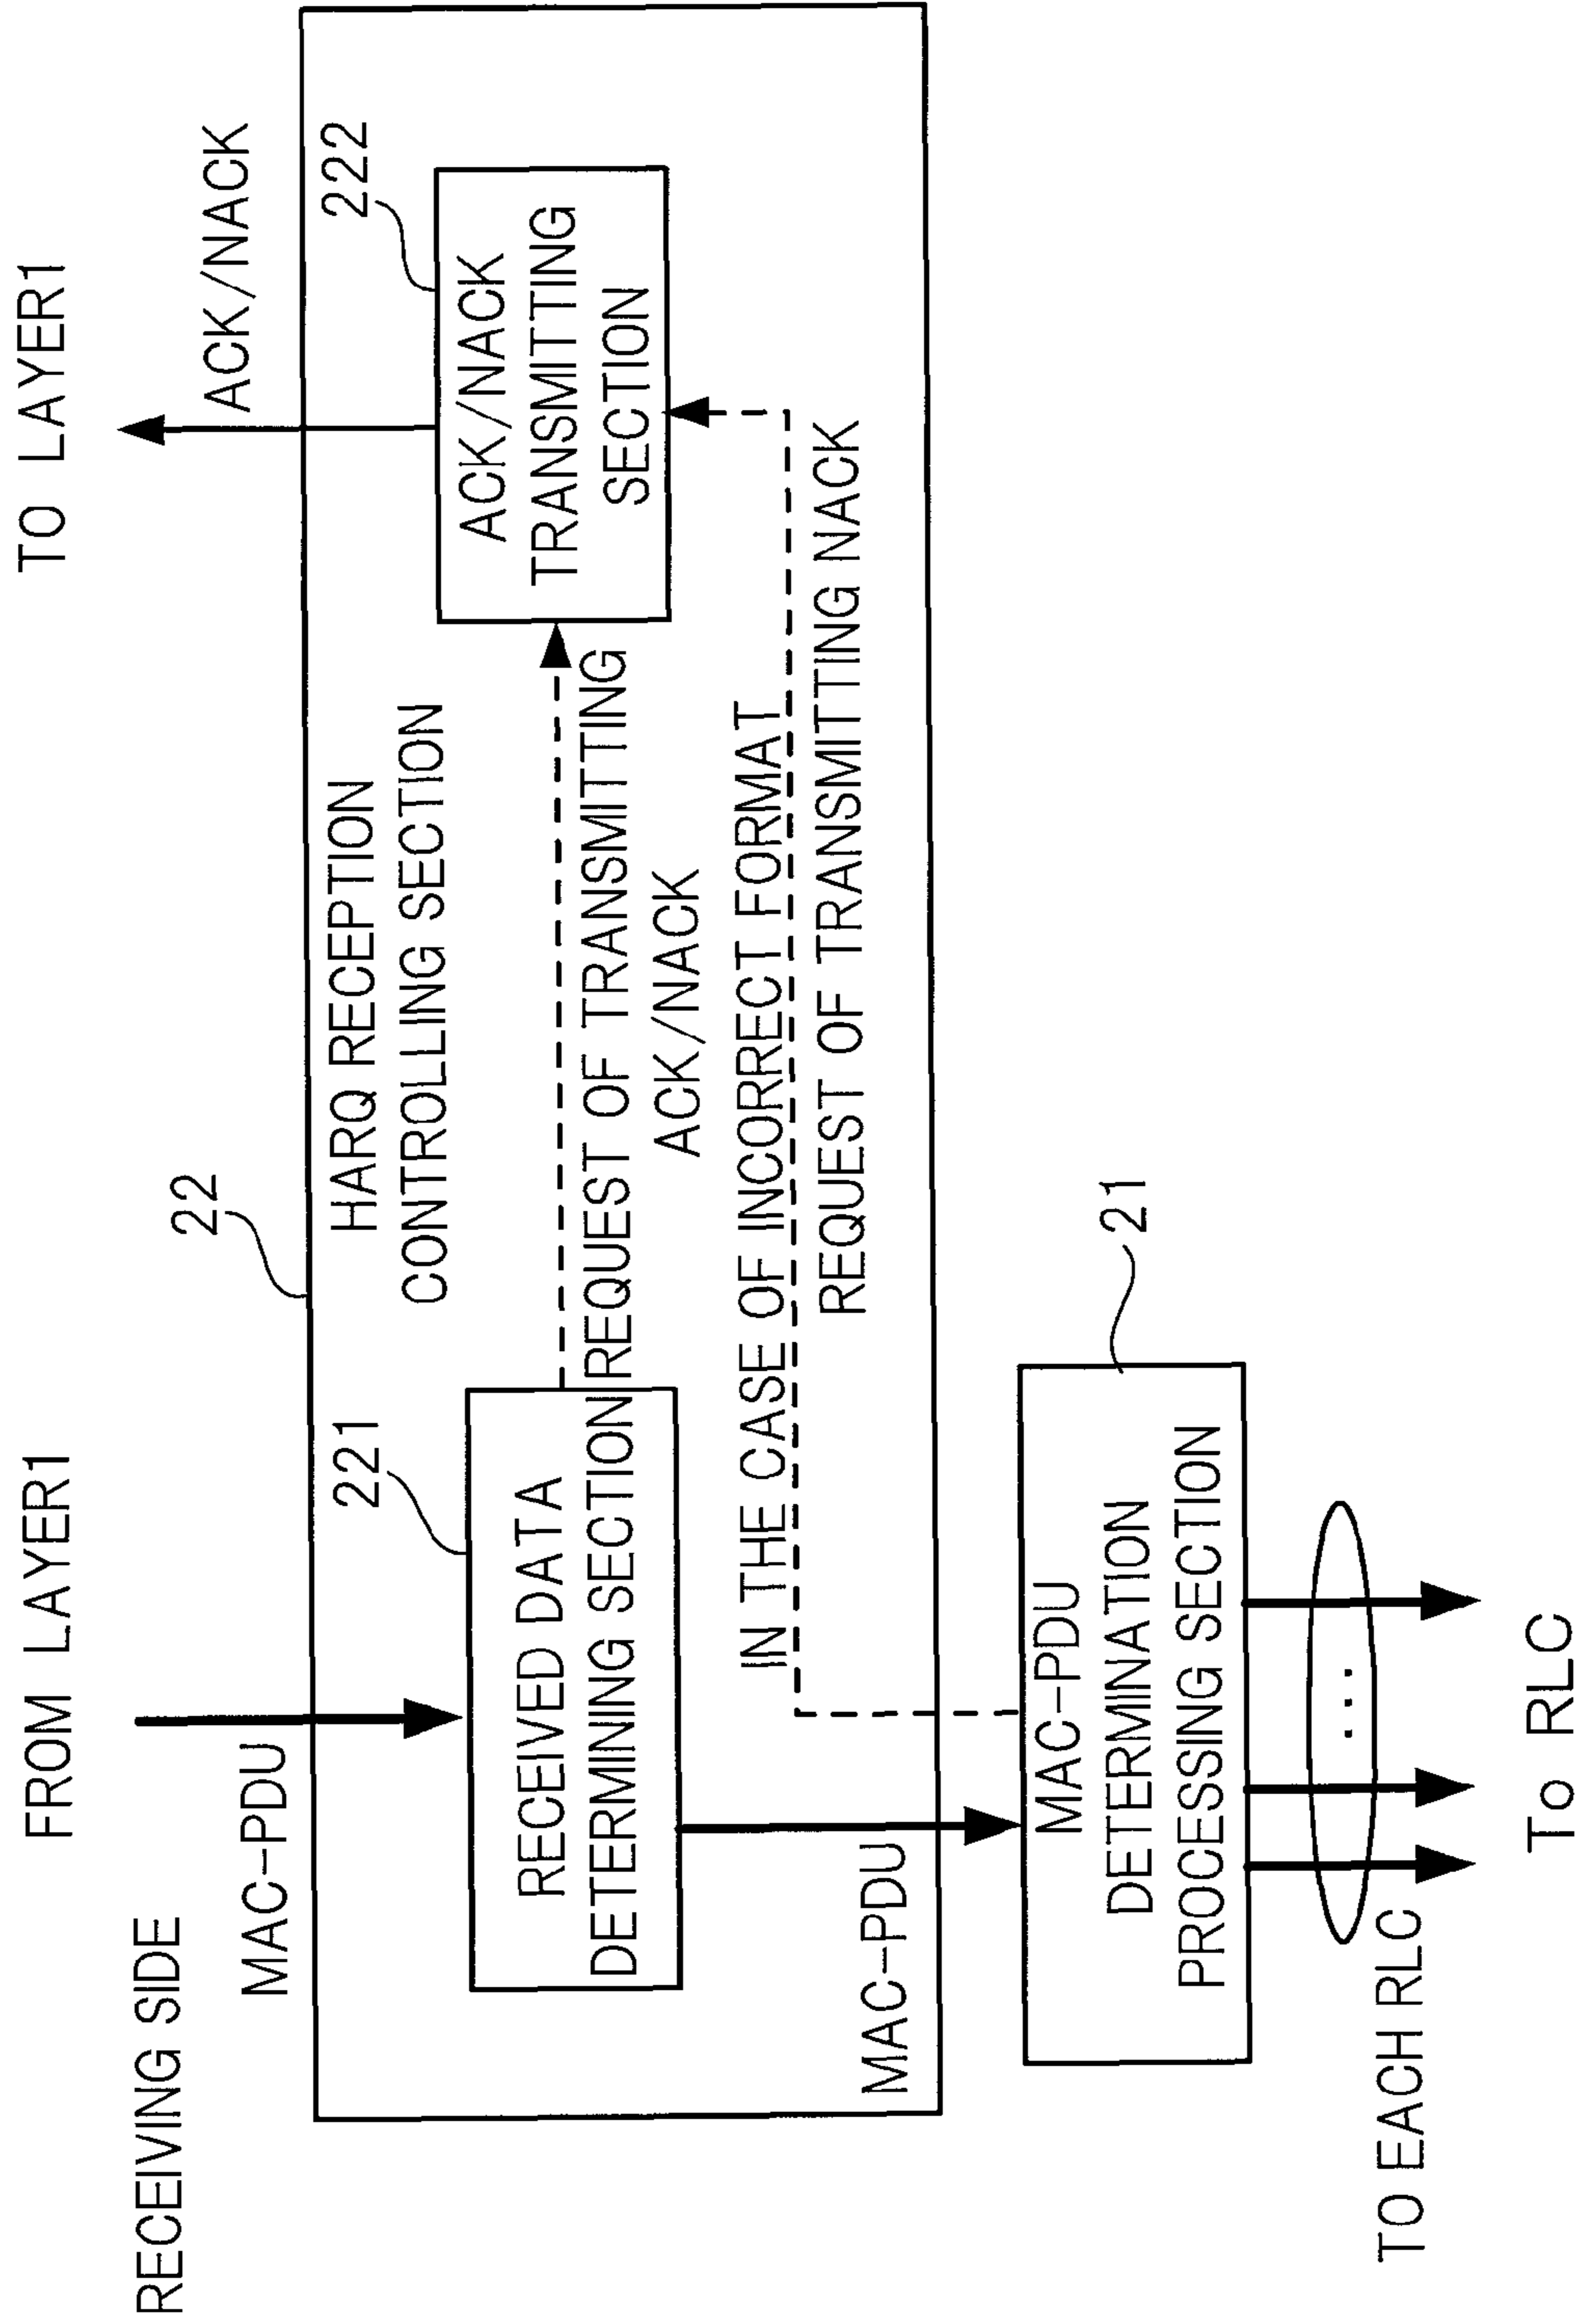 RECEIVING SIDE
FROM LAYER1
TO LAYER1
MAC-PDU
22
ACK/NACK
HARQ RECEPTION
CONTROLLING SECTION
221
222
RECEIVED DATA
DETERMINING SECTION
REQUEST OF TRANSMITTING
ACK/NACK
ACK/NACK
TRANSMITTING
SECTION
IN THE CASE OF INCORRECT FORMAT
REQUEST OF TRANSMITTING NACK
MAC-PDU
21
MAC-PDU
DETERMINATION
PROCESSING SECTION
...
TO EACH RLC
To RLC